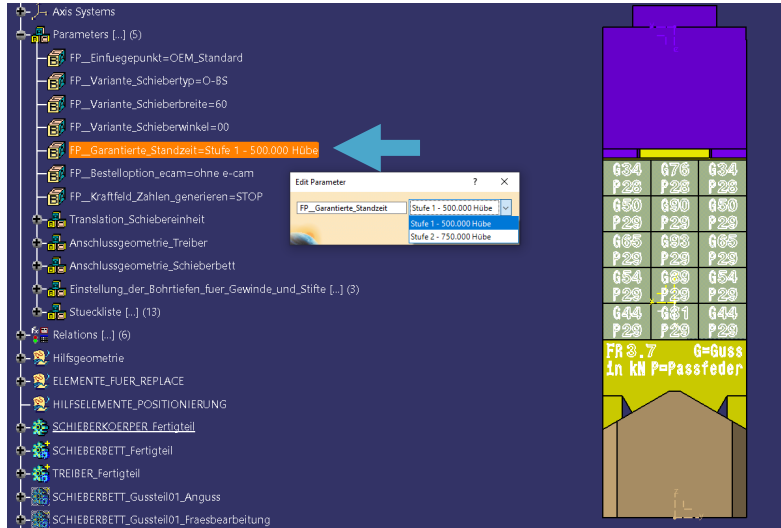 Axis Systems
Parameters [...] (5)
FP__Einfuegepunkt=OEM_Standard
FP__Variante_Schiebertyp=O-BS
FP__Variante_Schieberbreite=60
FP__Variante_Schieberwinkel=00
FP__Garantierte_Standzeit=Stufe 1 - 500.000 Hübe
FP__Bestelloption_ecam=ohne e-cam
FP__Kraftfeld_Zahlen_generieren=STOP
Translation_Schiebereinheit
Anschlussgeometrie_Treiber
Anschlussgeometrie_Schieberbett
Einstellung_der_Bohrtiefen_fuer_Gewinde_und_Stifte [...] (3)
Stueckliste [...] (13)
Relations [...] (6)
Hilfsgeometrie
ELEMENTE_FUER_REPLACE
HILFSELEMENTE_POSITIONIERUNG
SCHIEBERKOERPER_Fertigteil
SCHIEBERBETT_Fertigteil
TREIBER_Fertigteil
SCHIEBERBETT_Gussteil01_Anguss
SCHIEBERBETT_Gussteil01_Fraesbearbeitung
Edit Parameter ? ×
FP__Garantierte_Standzeit Stufe 1 - 500.000 Hübe
Stufe 1 - 500.000 Hübe
Stufe 2 - 750.000 Hübe
G34 G76 G34
P28 P28 P28
G50 G90 G50
P29 P29 P29
G65 G98 G65
P29 P29 P29
G54 G89 G54
P29 P29 P29
G44 G81 G44
P29 P29 P29
FR 3.7 G=Guss
in kN P=Passfeder